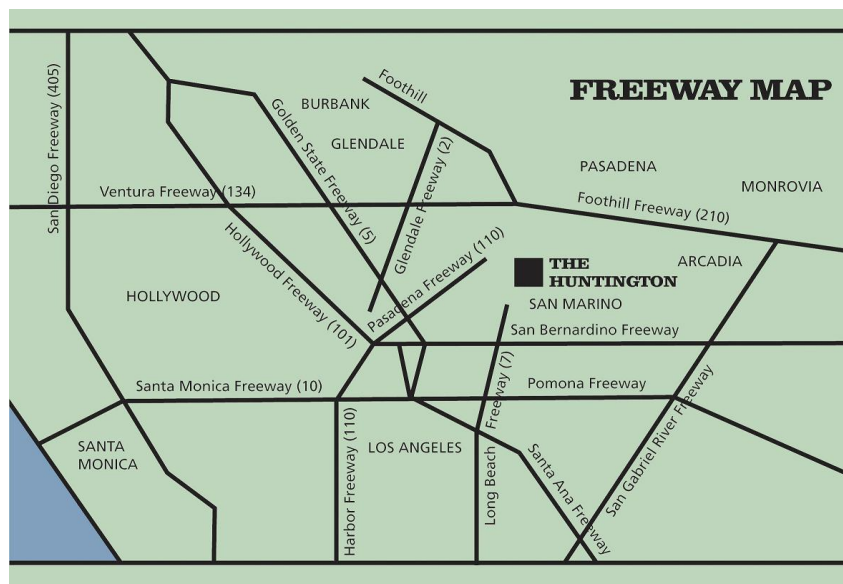 FREEWAY MAP
San Diego Freeway (405)
Foothill
BURBANK
Golden State Freeway (5)
GLENDALE
Glendale Freeway (2)
PASADENA
MONROVIA
Ventura Freeway (134)
Foothill Freeway (210)
Hollywood Freeway (101)
Pasadena Freeway (110)
THE
HUNTINGTON
ARCADIA
HOLLYWOOD
SAN MARINO
San Bernardino Freeway
Santa Monica Freeway (10)
Pomona Freeway
Long Beach Freeway (7)
San Gabriel River Freeway
Harbor Freeway (110)
LOS ANGELES
SANTA
MONICA
Santa Ana Freeway